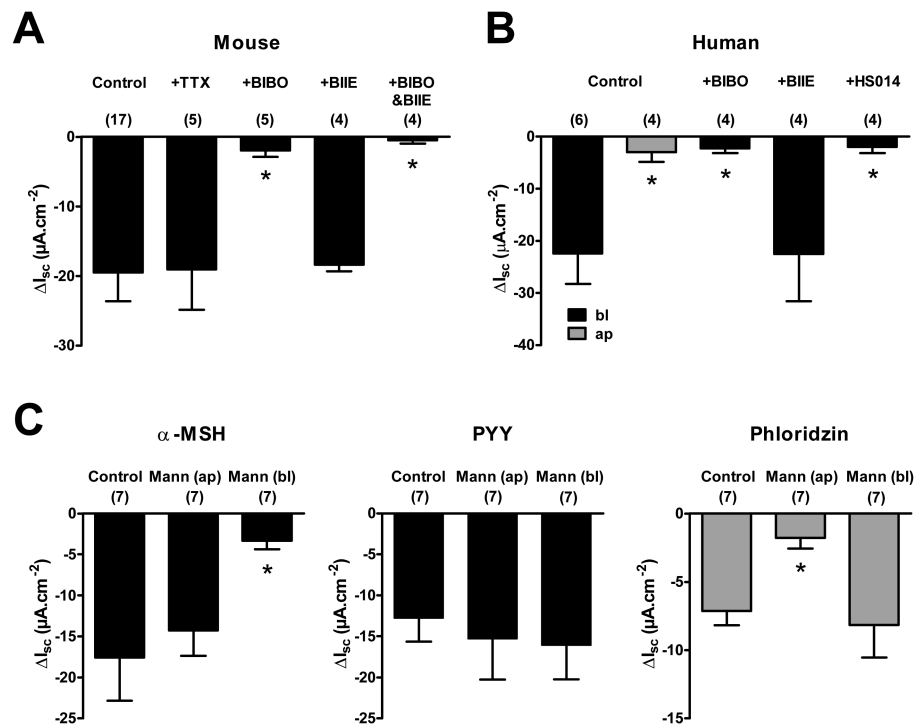 A
Mouse
Control +TTX +BIBO +BIIE +BIBO
&BIIE
(17) (5) (5) (4) (4)
0
-10
-20
-30
ΔIsc (µA.cm-2)
* *
B
Human
Control +BIBO +BIIE +HS014
(6) (4) (4) (4) (4)
0
-10
-20
-30
-40
ΔIsc (µA.cm-2)
* * *
bl
ap
C
α-MSH
Control Mann (ap) Mann (bl)
(7) (7) (7)
0
-5
-10
-15
-20
-25
ΔIsc (µA.cm-2)
*
PYY
Control Mann (ap) Mann (bl)
(7) (7) (7)
0
-5
-10
-15
-20
-25
ΔIsc (µA.cm-2)
Phloridzin
Control Mann (ap) Mann (bl)
(7) (7) (7)
0
-5
-10
-15
ΔIsc (µA.cm-2)
*